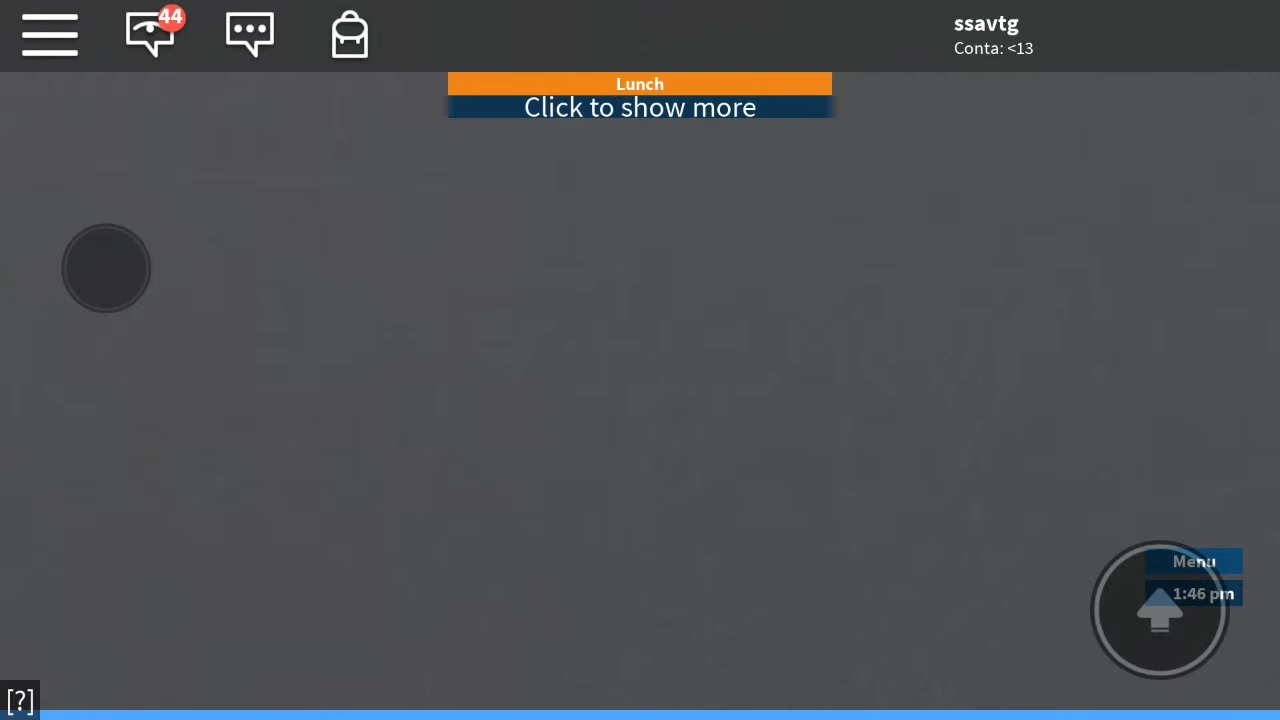 44
ssavtg
Conta: <13
Lunch
Click to show more
Menu
1:46 pm
[?]